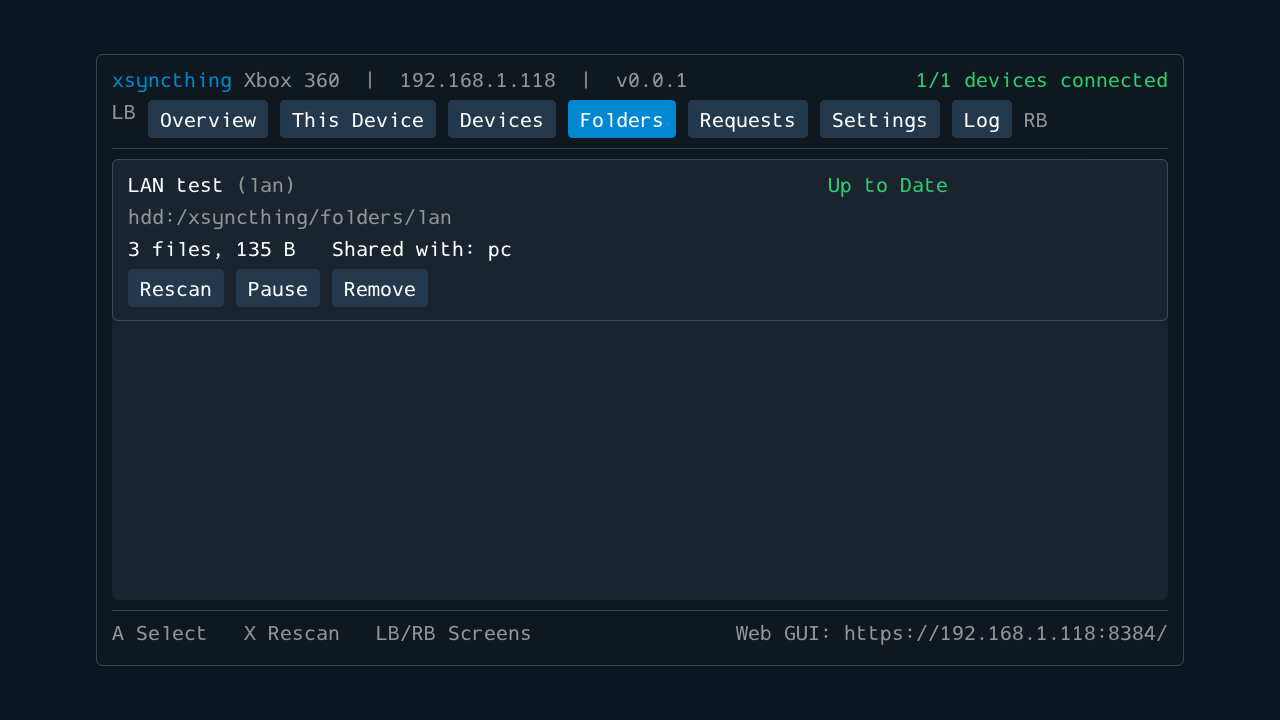 xsyncthing Xbox 360 | 192.168.1.118 | v0.0.1 1/1 devices connected
LB Overview This Device Devices Folders Requests Settings Log RB
LAN test (lan) Up to Date
hdd:/xsyncthing/folders/lan
3 files, 135 B Shared with: pc
Rescan Pause Remove
A Select X Rescan LB/RB Screens Web GUI: https://192.168.1.118:8384/